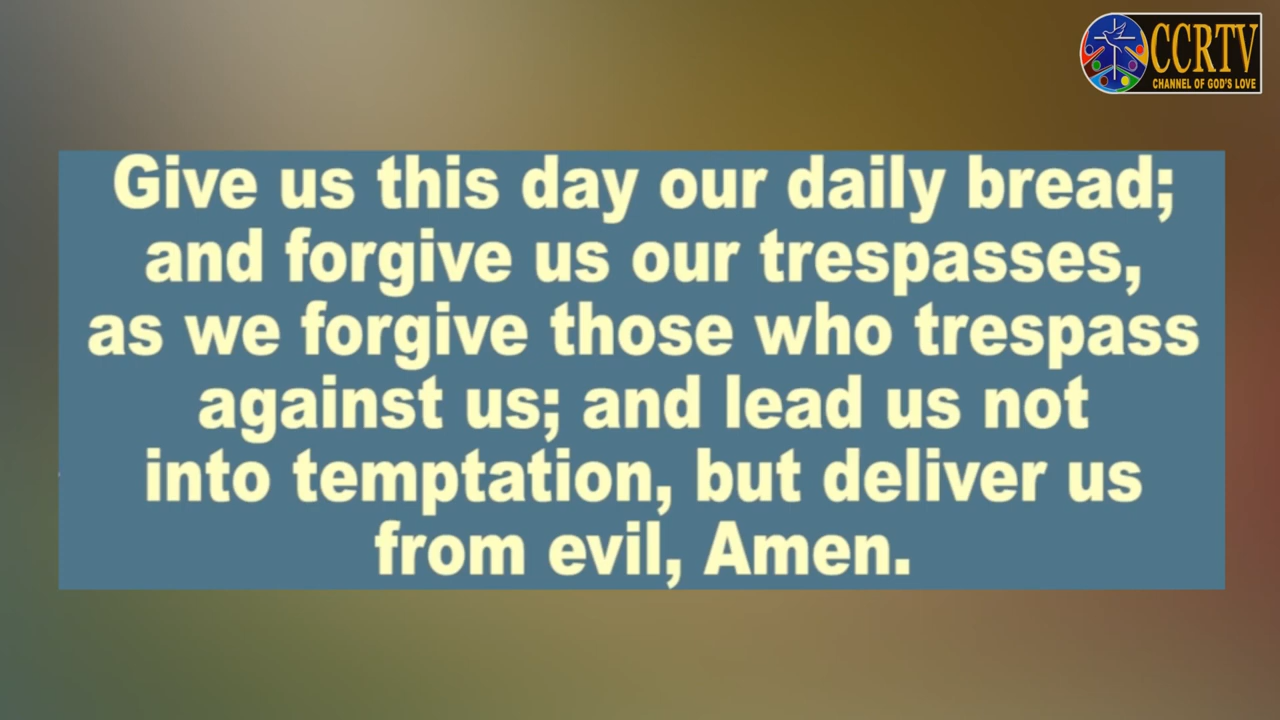 CCRTV
CHANNEL OF GOD'S LOVE
Give us this day our daily bread;
and forgive us our trespasses,
as we forgive those who trespass
against us; and lead us not
into temptation, but deliver us
from evil, Amen.